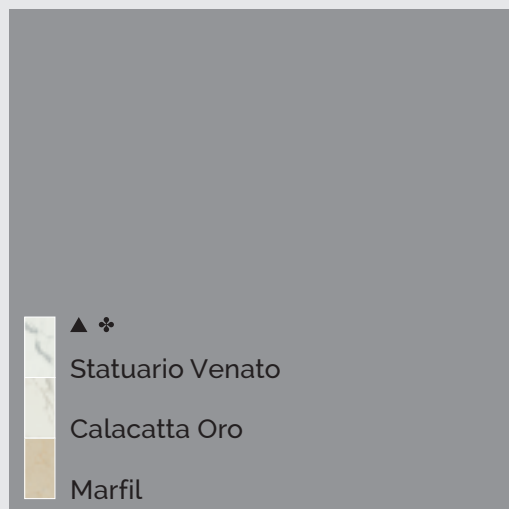 ▲ ✤
Statuario Venato
Calacatta Oro
Marfil